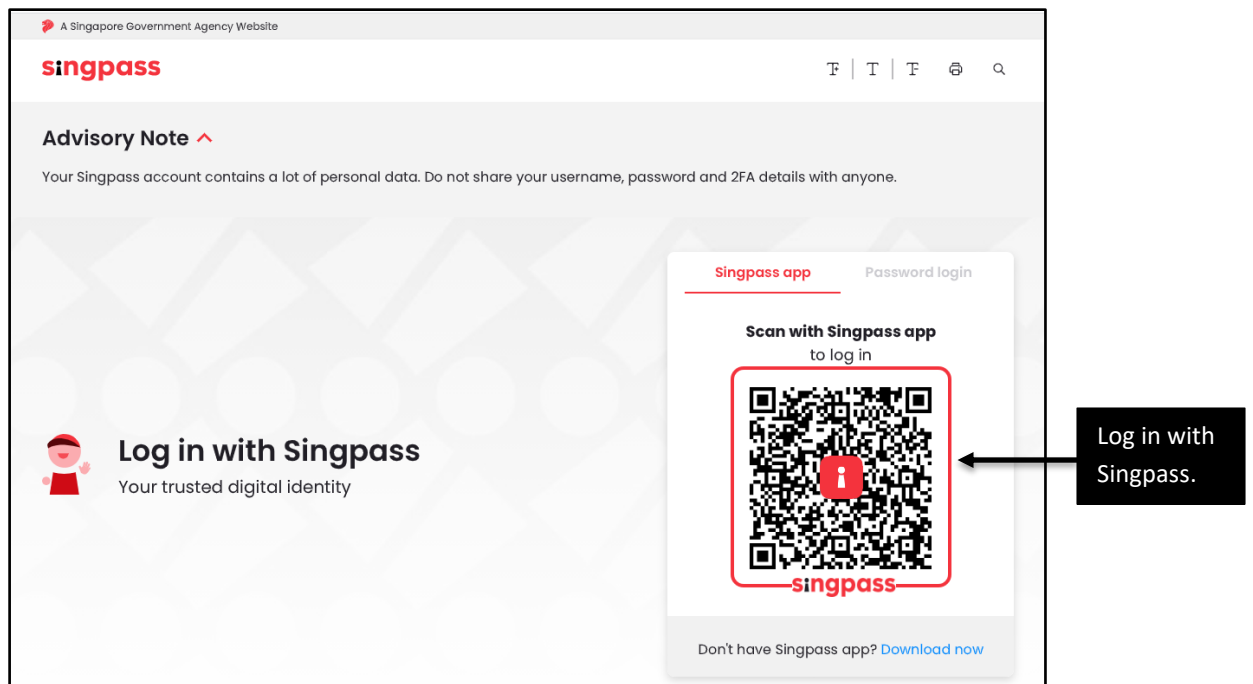 A Singapore Government Agency Website
singpass
T+ | T | T-
Advisory Note
Your Singpass account contains a lot of personal data. Do not share your username, password and 2FA details with anyone.
Singpass app Password login
Scan with Singpass app
to log in
Log in with Singpass
Your trusted digital identity
singpass
Don't have Singpass app? Download now
Log in with
Singpass.